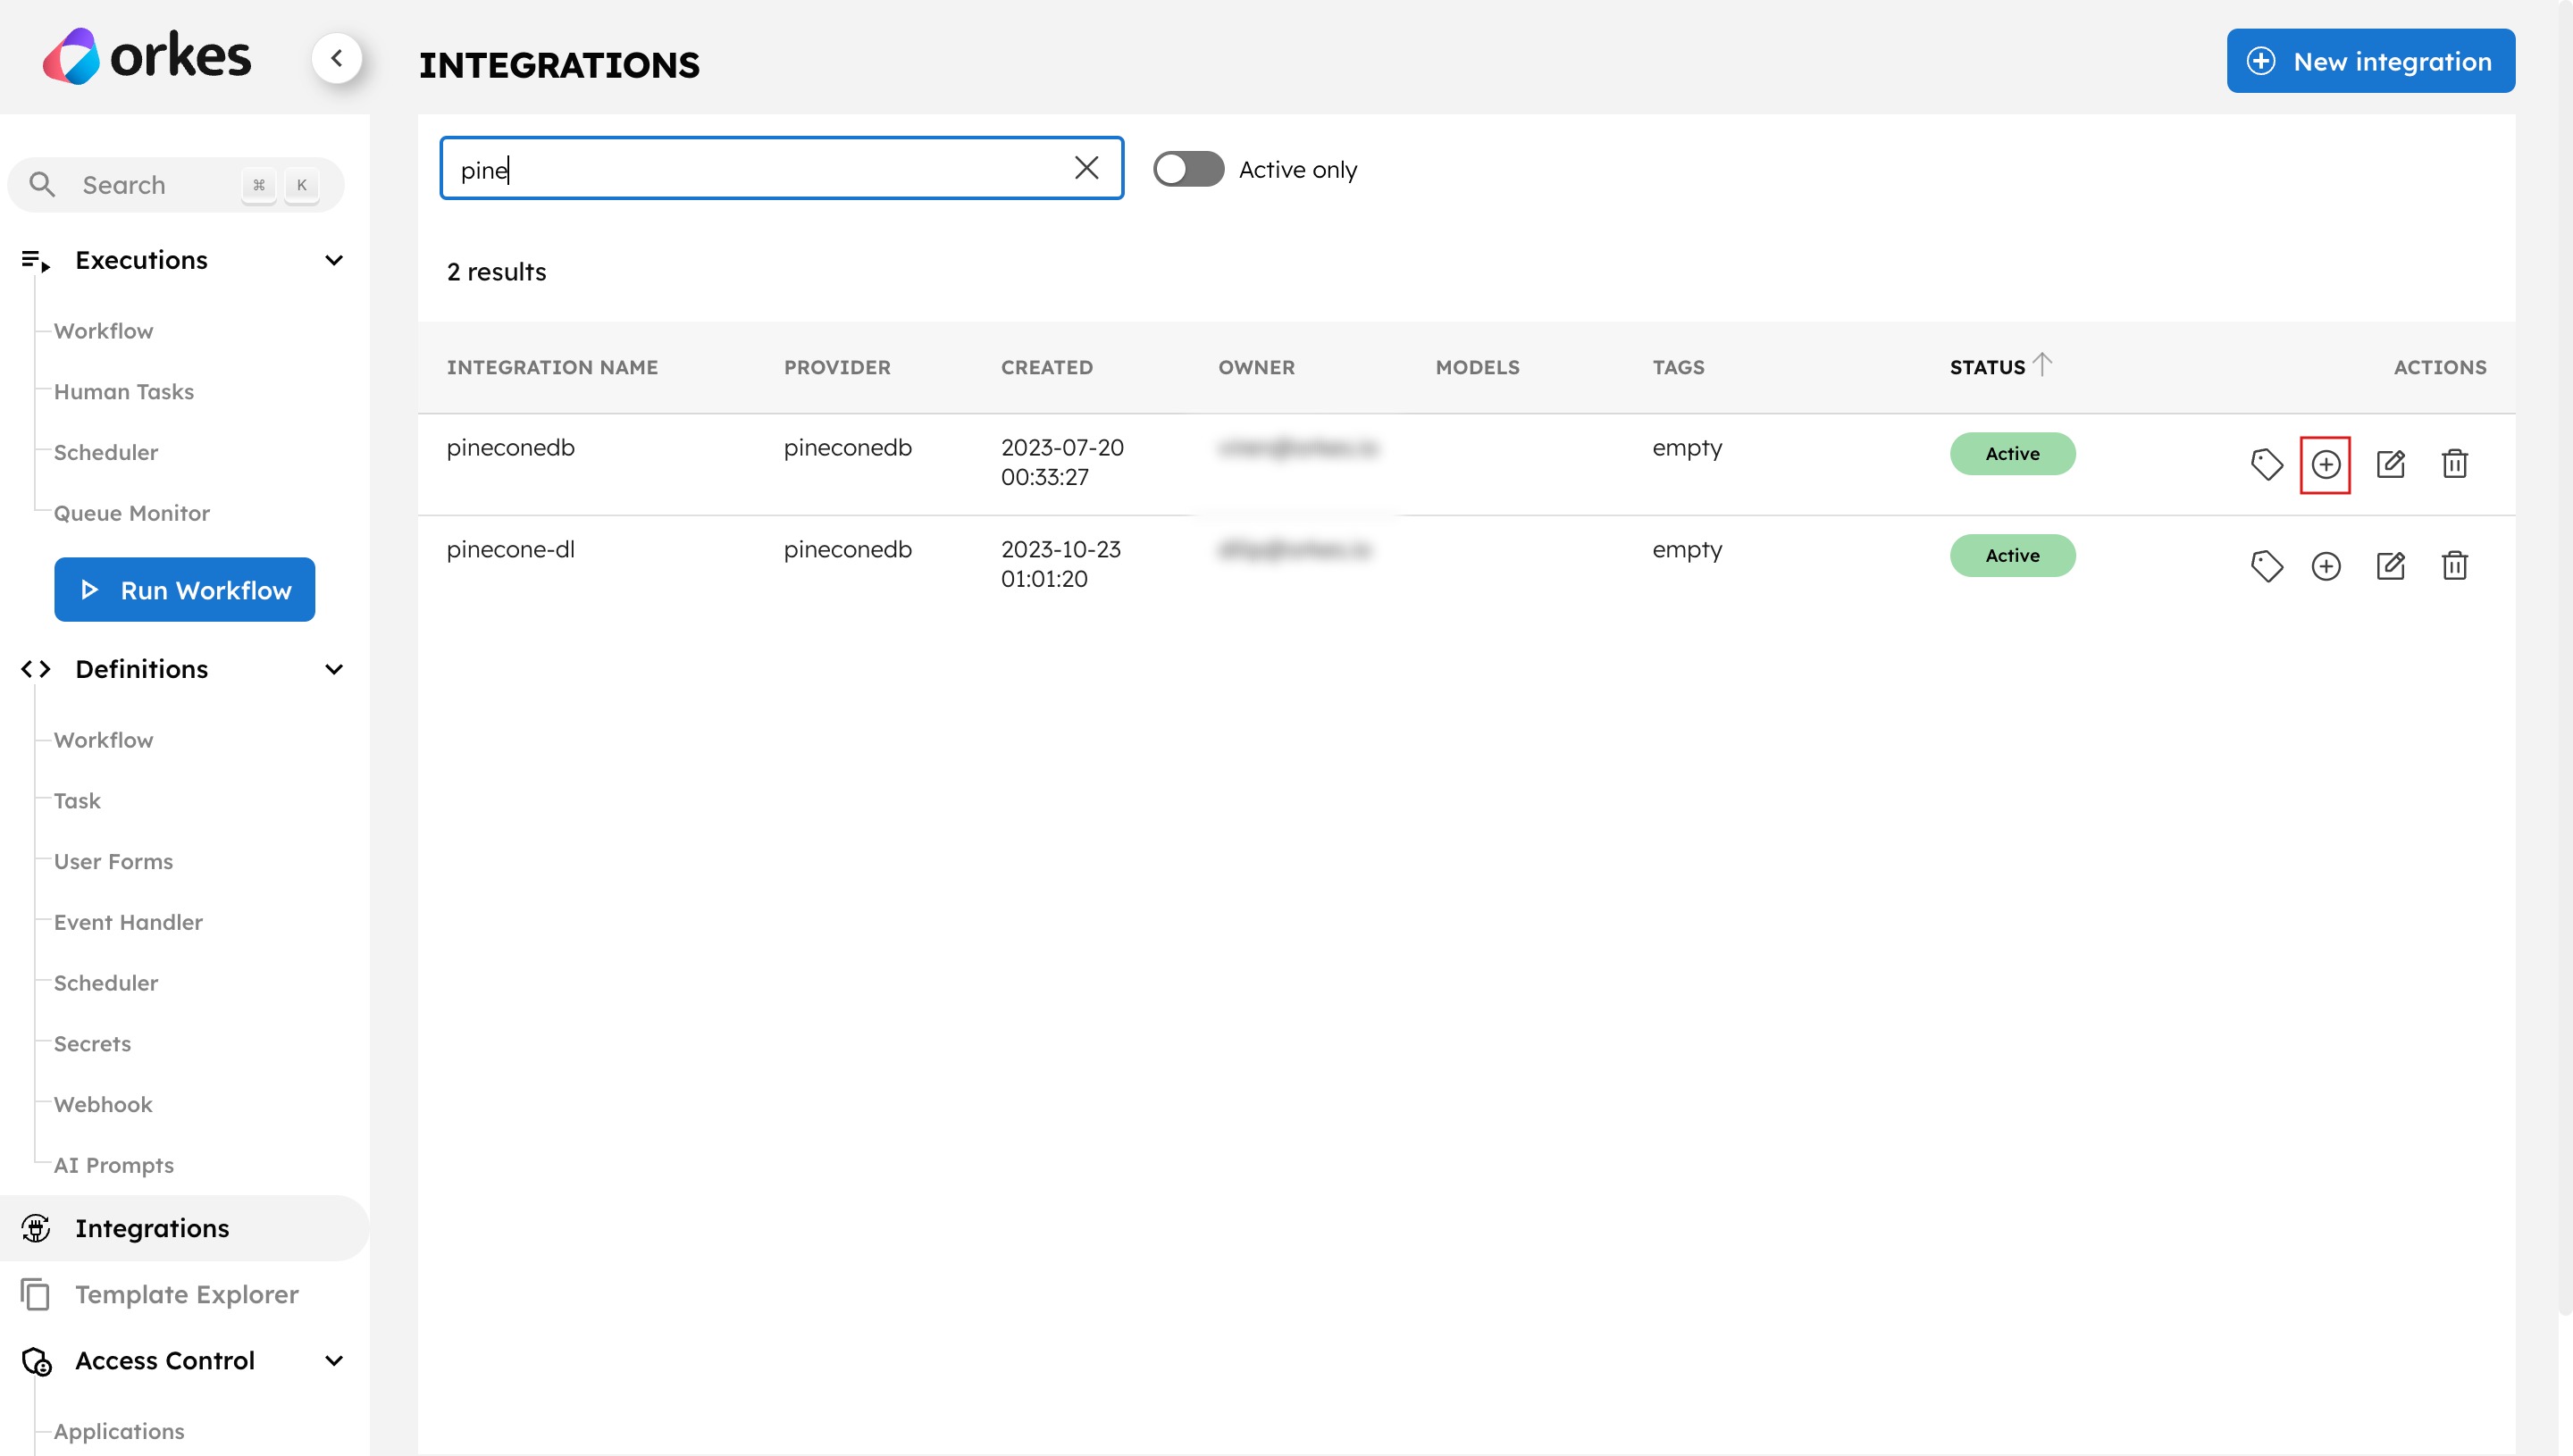 orkes
INTEGRATIONS
New integration
Search ⌘ K
pine
Active only
Executions
2 results
Workflow
Human Tasks
Scheduler
Queue Monitor
Run Workflow
INTEGRATION NAME PROVIDER CREATED OWNER MODELS TAGS STATUS ACTIONS
pineconedb pineconedb 2023-07-20 empty Active
00:33:27
pinecone-dl pineconedb 2023-10-23 empty Active
01:01:20
Definitions
Workflow
Task
User Forms
Event Handler
Scheduler
Secrets
Webhook
AI Prompts
Integrations
Template Explorer
Access Control
Applications